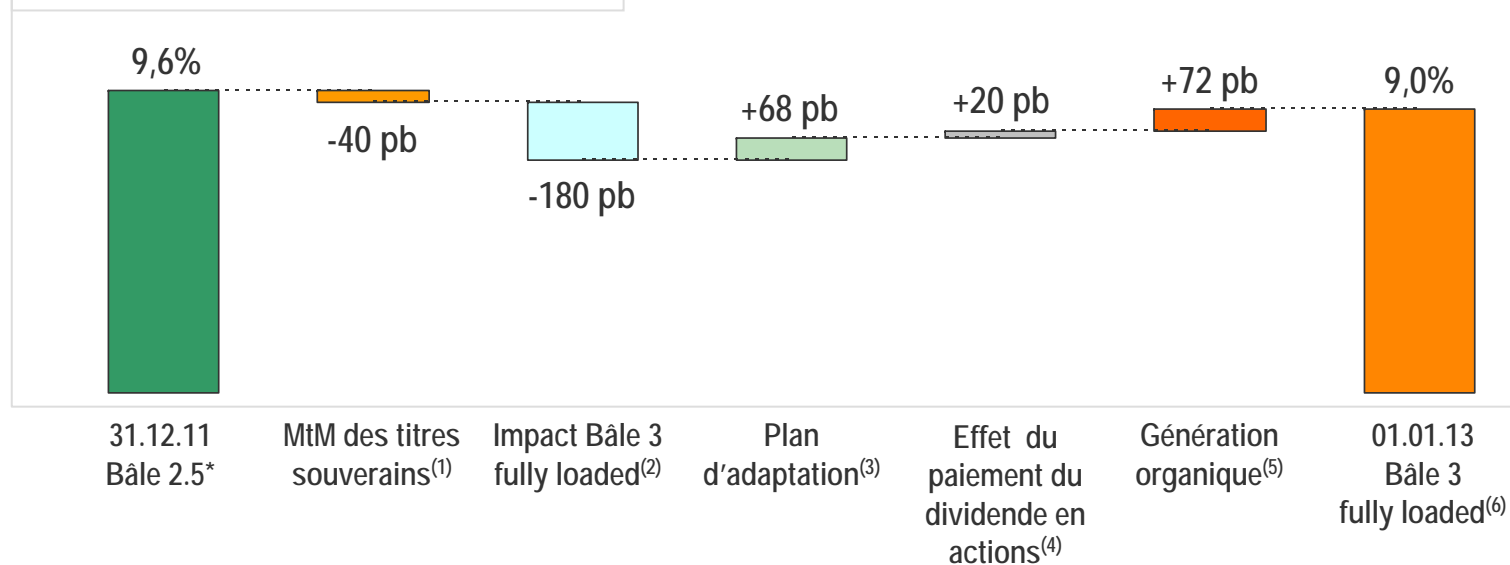 9,6%
-40 pb
-180 pb
+68 pb
+20 pb
+72 pb
9,0%
31.12.11
Bâle 2.5*
MtM des titres
souverains(1)
Impact Bâle 3
fully loaded(2)
Plan
d'adaptation(3)
Effet du
paiement du
dividende en
actions(4)
Génération
organique(5)
01.01.13
Bâle 3
fully loaded(6)